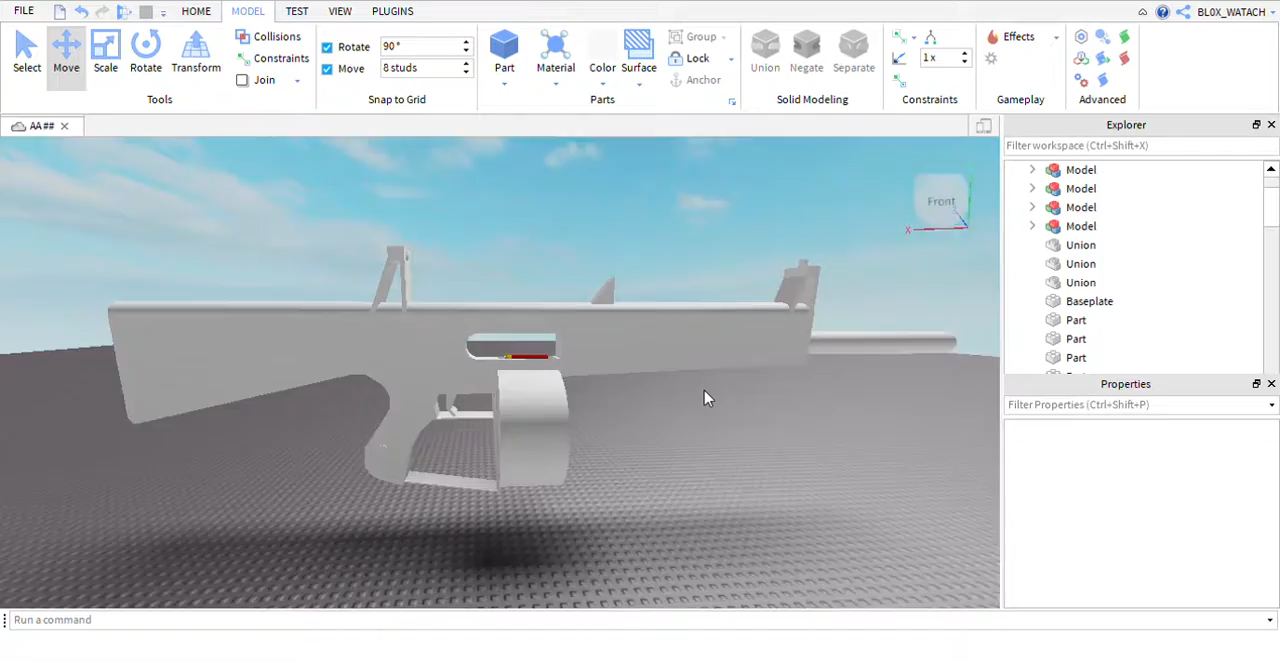 FILE HOME MODEL TEST VIEW PLUGINS BL0X_WATACH
Select Move Scale Rotate Transform
Collisions
Constraints
Join
Tools
Rotate 90°
Move 8 studs
Snap to Grid
Part Material Color Surface
Group
Lock
Anchor
Parts
Union Negate Separate
Solid Modeling
1 x
Constraints
Effects
Gameplay
Advanced
AA##
Front
X
Explorer
Filter workspace (Ctrl+Shift+X)
Model
Model
Model
Model
Union
Union
Union
Baseplate
Part
Part
Part
Properties
Filter Properties (Ctrl+Shift+P)
Run a command